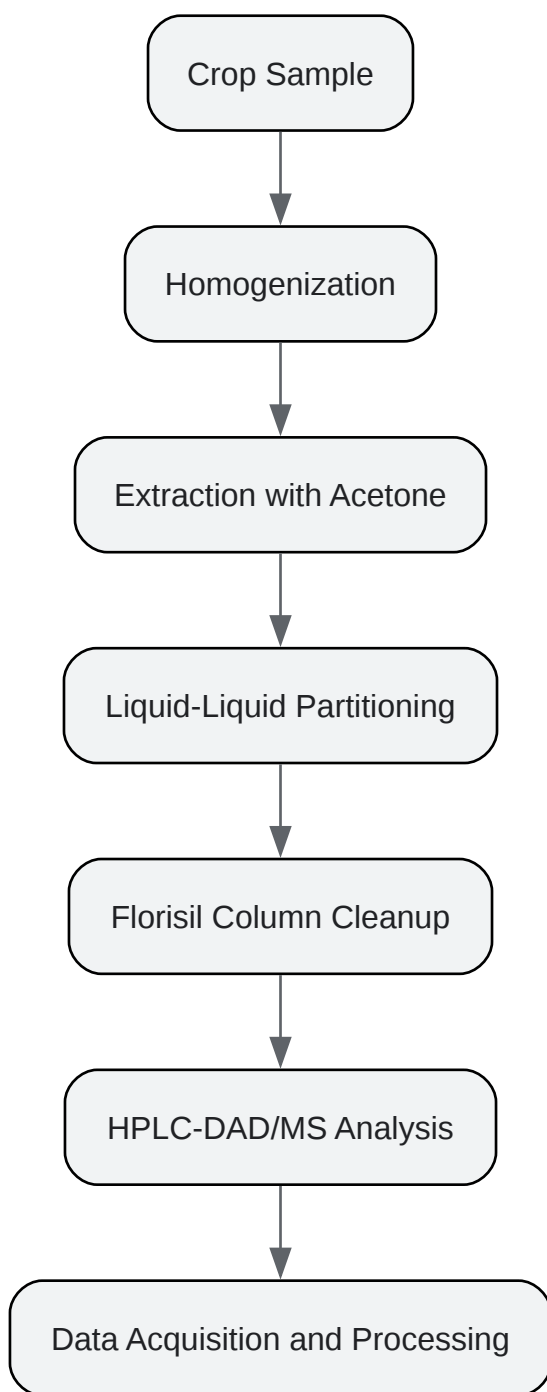 Crop Sample
Homogenization
Extraction with Acetone
Liquid-Liquid Partitioning
Florisil Column Cleanup
HPLC-DAD/MS Analysis
Data Acquisition and Processing